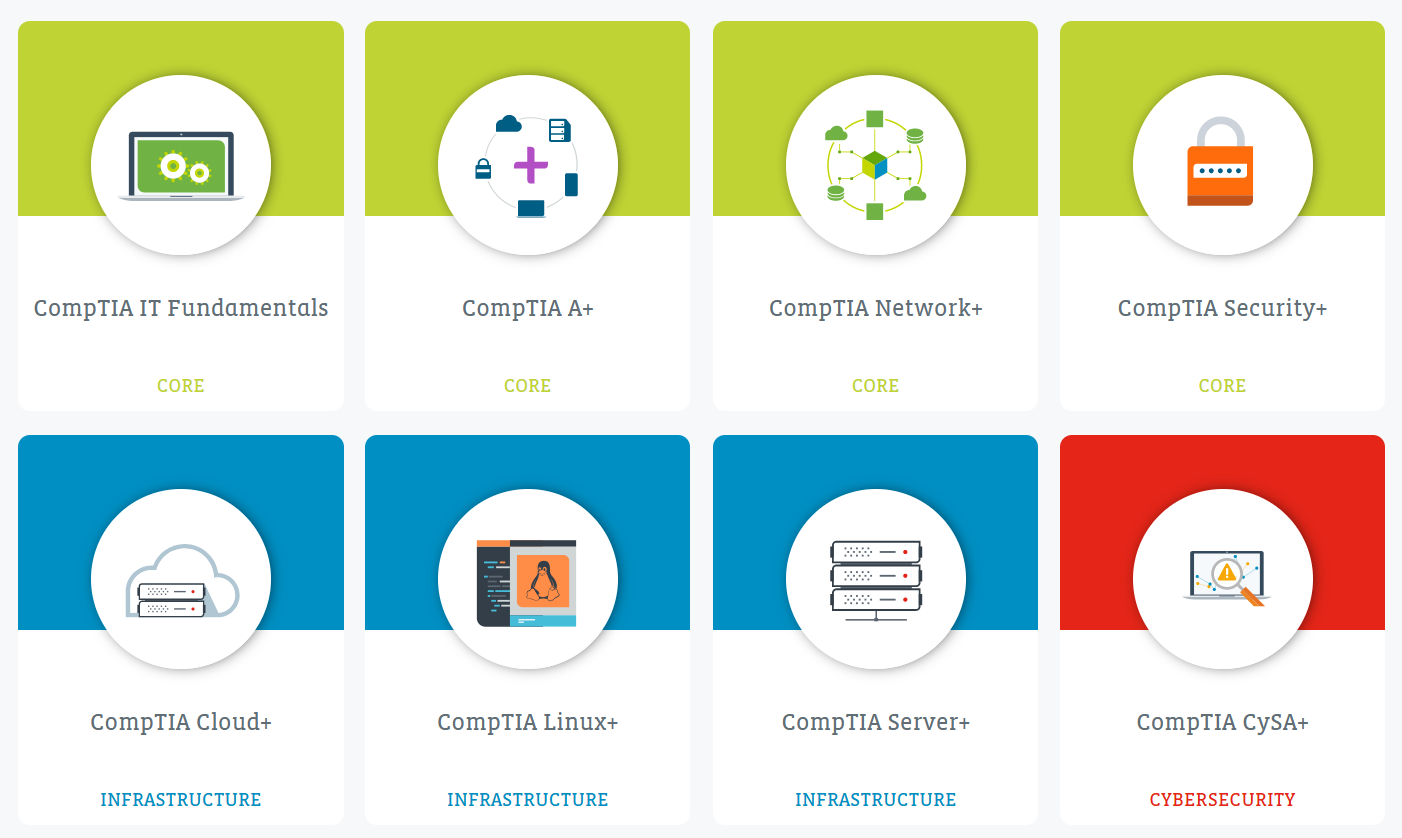 CompTIA IT Fundamentals
CORE
CompTIA A+
CORE
CompTIA Network+
CORE
CompTIA Security+
CORE
CompTIA Cloud+
INFRASTRUCTURE
CompTIA Linux+
INFRASTRUCTURE
CompTIA Server+
INFRASTRUCTURE
CompTIA CySA+
CYBERSECURITY